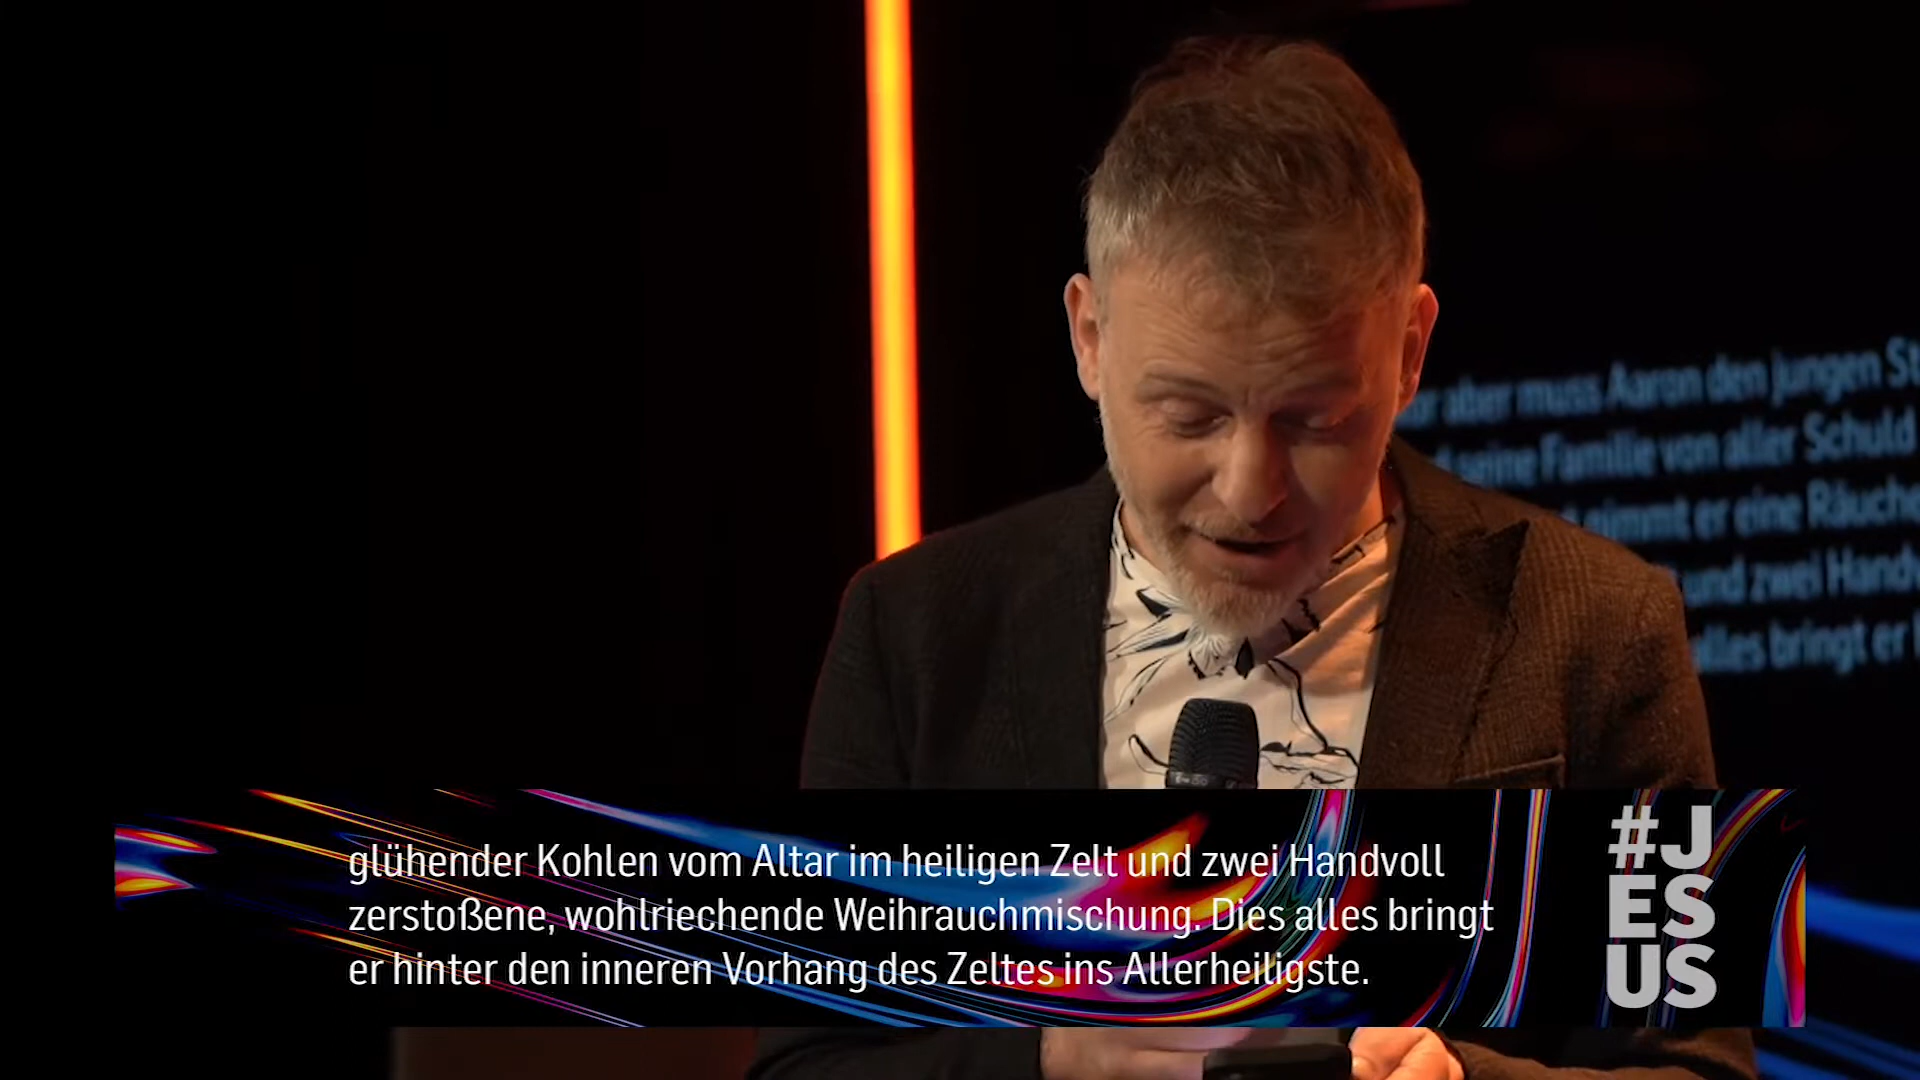 aber muss Aaron den jungen
seine Familie von aller Schuld
nimmt er eine
und zwei
alles bringt er
glühender Kohlen vom Altar im heiligen Zelt und zwei Handvoll
zerstoßene, wohlriechende Weihrauchmischung. Dies alles bringt
er hinter den inneren Vorhang des Zeltes ins Allerheiligste.
#J
ES
US